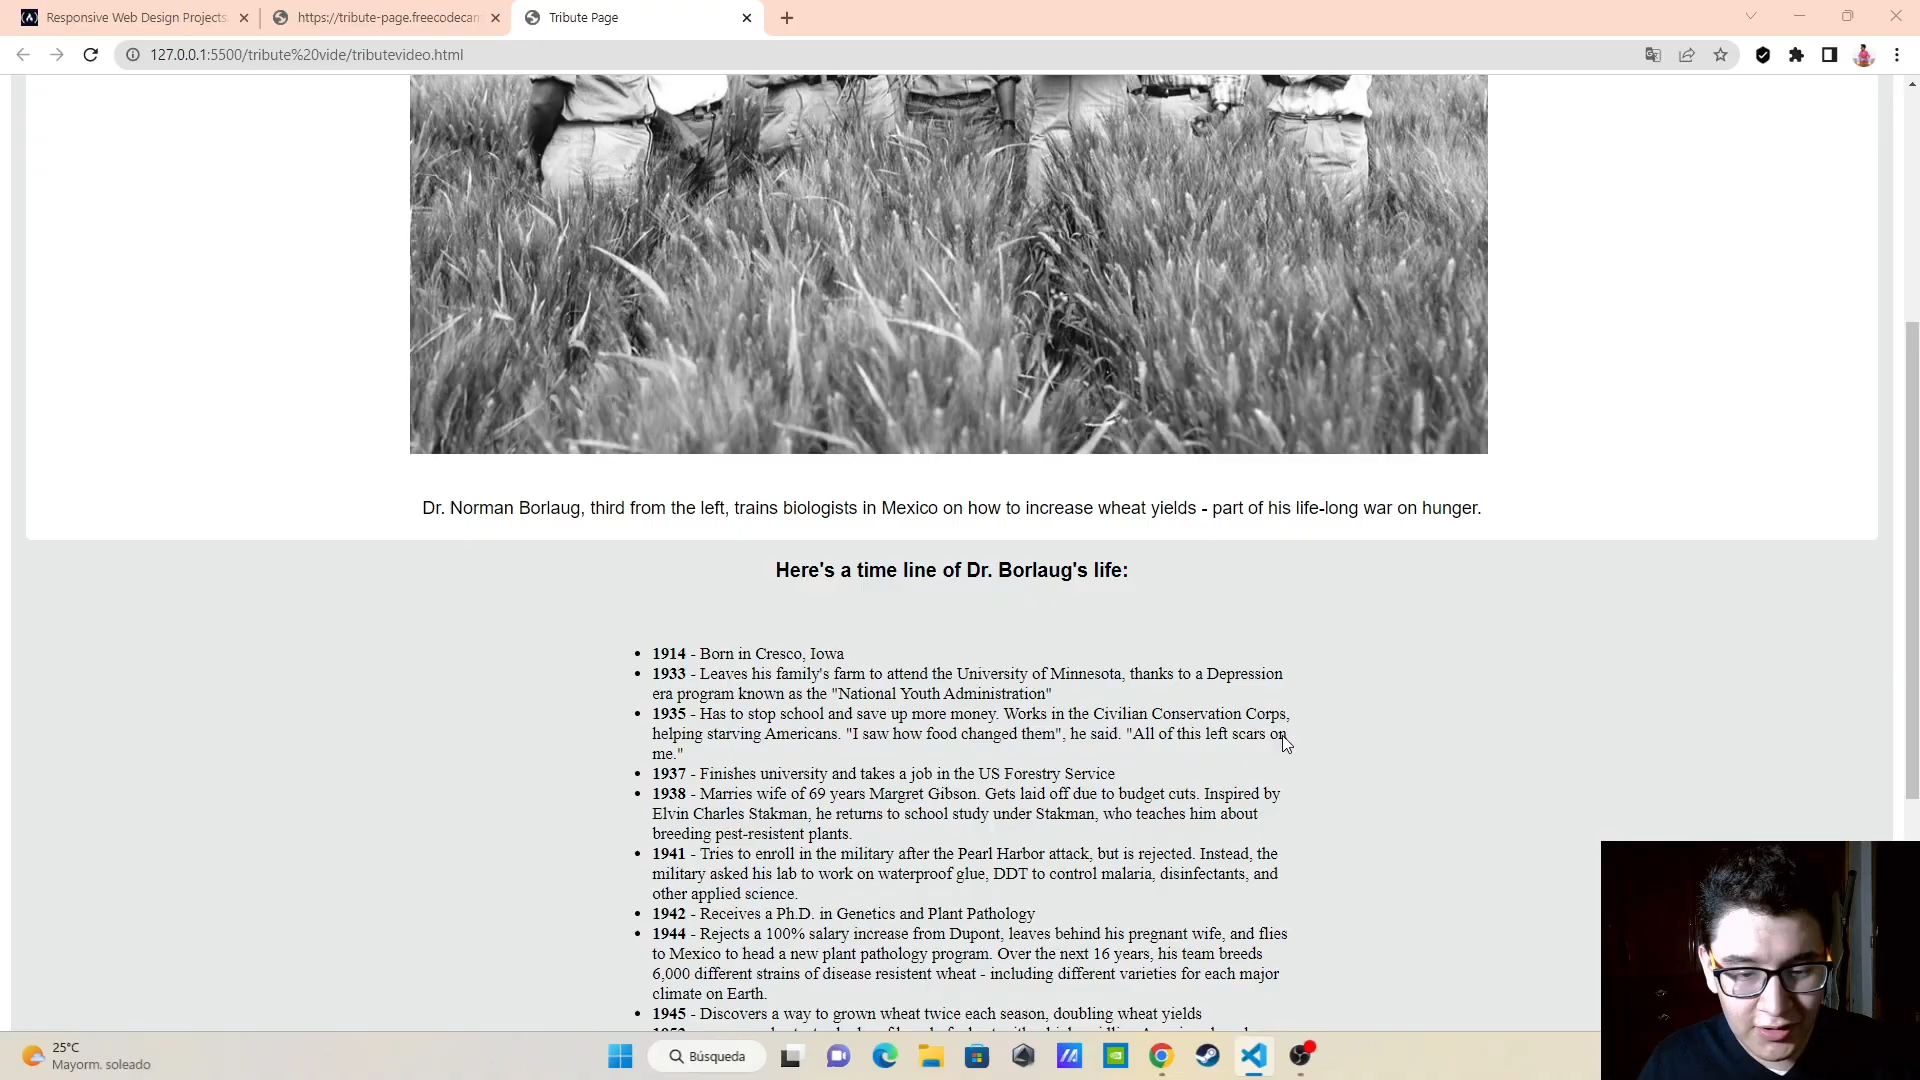 Responsive Web Design Projects
https://tribute-page.freecodecam
Tribute Page
127.0.0.1:5500/tribute%20vide/tributevideo.html
Dr. Norman Borlaug, third from the left, trains biologists in Mexico on how to increase wheat yields - part of his life-long war on hunger.
Here's a time line of Dr. Borlaug's life:
1914 - Born in Cresco, Iowa
1933 - Leaves his family's farm to attend the University of Minnesota, thanks to a Depression
era program known as the "National Youth Administration"
1935 - Has to stop school and save up more money. Works in the Civilian Conservation Corps,
helping starving Americans. "I saw how food changed them", he said. "All of this left scars on
me."
1937 - Finishes university and takes a job in the US Forestry Service
1938 - Marries wife of 69 years Margret Gibson. Gets laid off due to budget cuts. Inspired by
Elvin Charles Stakman, he returns to school study under Stakman, who teaches him about
breeding pest-resistent plants.
1941 - Tries to enroll in the military after the Pearl Harbor attack, but is rejected. Instead, the
military asked his lab to work on waterproof glue, DDT to control malaria, disinfectants, and
other applied science.
1942 - Receives a Ph.D. in Genetics and Plant Pathology
1944 - Rejects a 100% salary increase from Dupont, leaves behind his pregnant wife, and flies
to Mexico to head a new plant pathology program. Over the next 16 years, his team breeds
6,000 different strains of disease resistent wheat - including different varieties for each major
climate on Earth.
1945 - Discovers a way to grown wheat twice each season, doubling wheat yields
25°C
Mayorm. soleado
Búsqueda